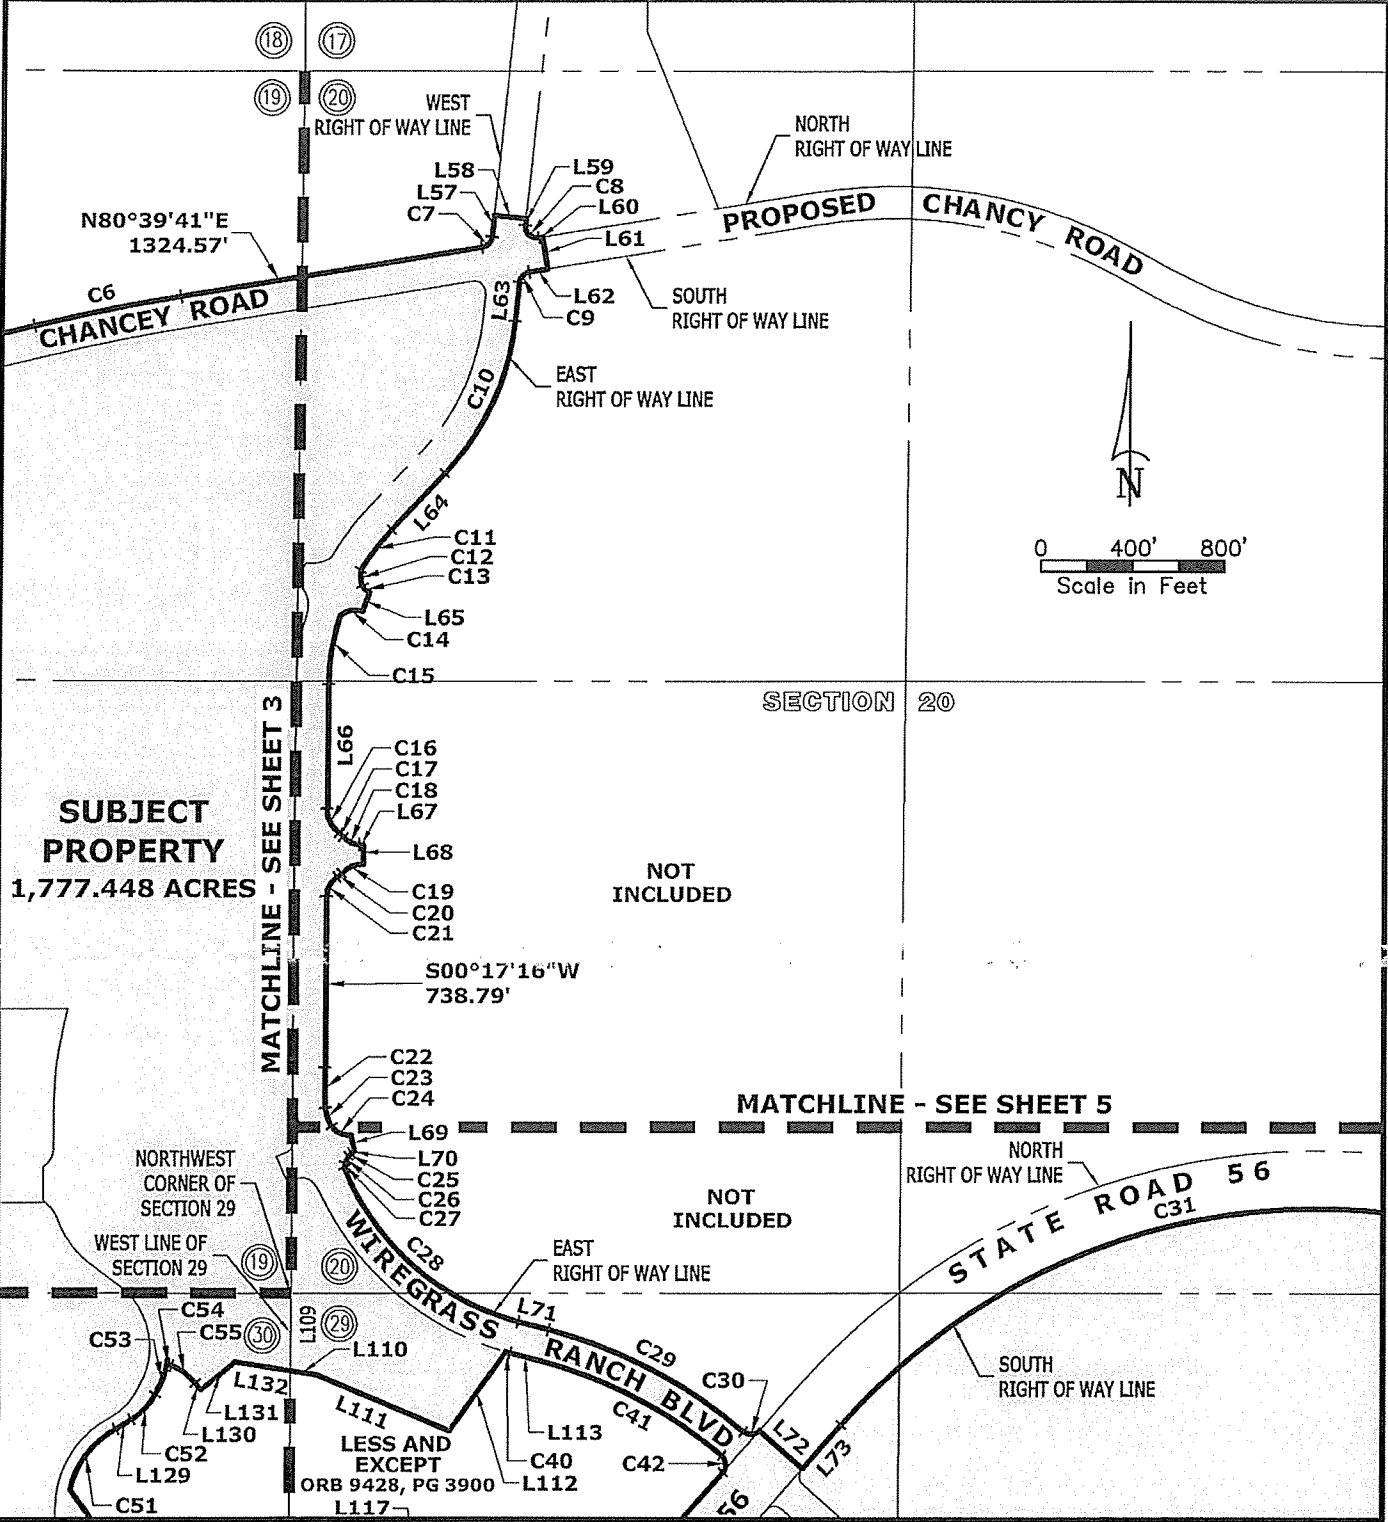 18
17
19
20
WEST
RIGHT OF WAY LINE
NORTH
RIGHT OF WAY LINE
L58
L59
L57
C8
C7
L60
L61
PROPOSED CHANCY ROAD
N80°39'41"E
1324.57'
C6
CHANCEY ROAD
L63
L62
C9
SOUTH
RIGHT OF WAY LINE
C10
EAST
RIGHT OF WAY LINE
N
L64
C11
C12
C13
L65
C14
C15
0 400' 800'
Scale in Feet
SECTION 20
MATCHLINE - SEE SHEET 3
L66
C16
C17
C18
L67
L68
C19
C20
C21
SUBJECT
PROPERTY
1,777.448 ACRES
NOT
INCLUDED
S00°17'16"W
738.79'
C22
C23
C24
MATCHLINE - SEE SHEET 5
L69
L70
C25
C26
C27
NORTHWEST
CORNER OF
SECTION 29
WEST LINE OF
SECTION 29
NORTH
RIGHT OF WAY LINE
STATE ROAD 56
C31
NOT
INCLUDED
19
20
30
29
C28
WIREGRASS RANCH BLVD
EAST
RIGHT OF WAY LINE
L71
C29
C30
C54
C53
C55
L109
L110
L132
L131
L130
L111
C52
L129
C51
LESS AND
EXCEPT
ORB 9428, PG 3900
L117
L113
C40
L112
C41
C42
L72
L73
56
SOUTH
RIGHT OF WAY LINE